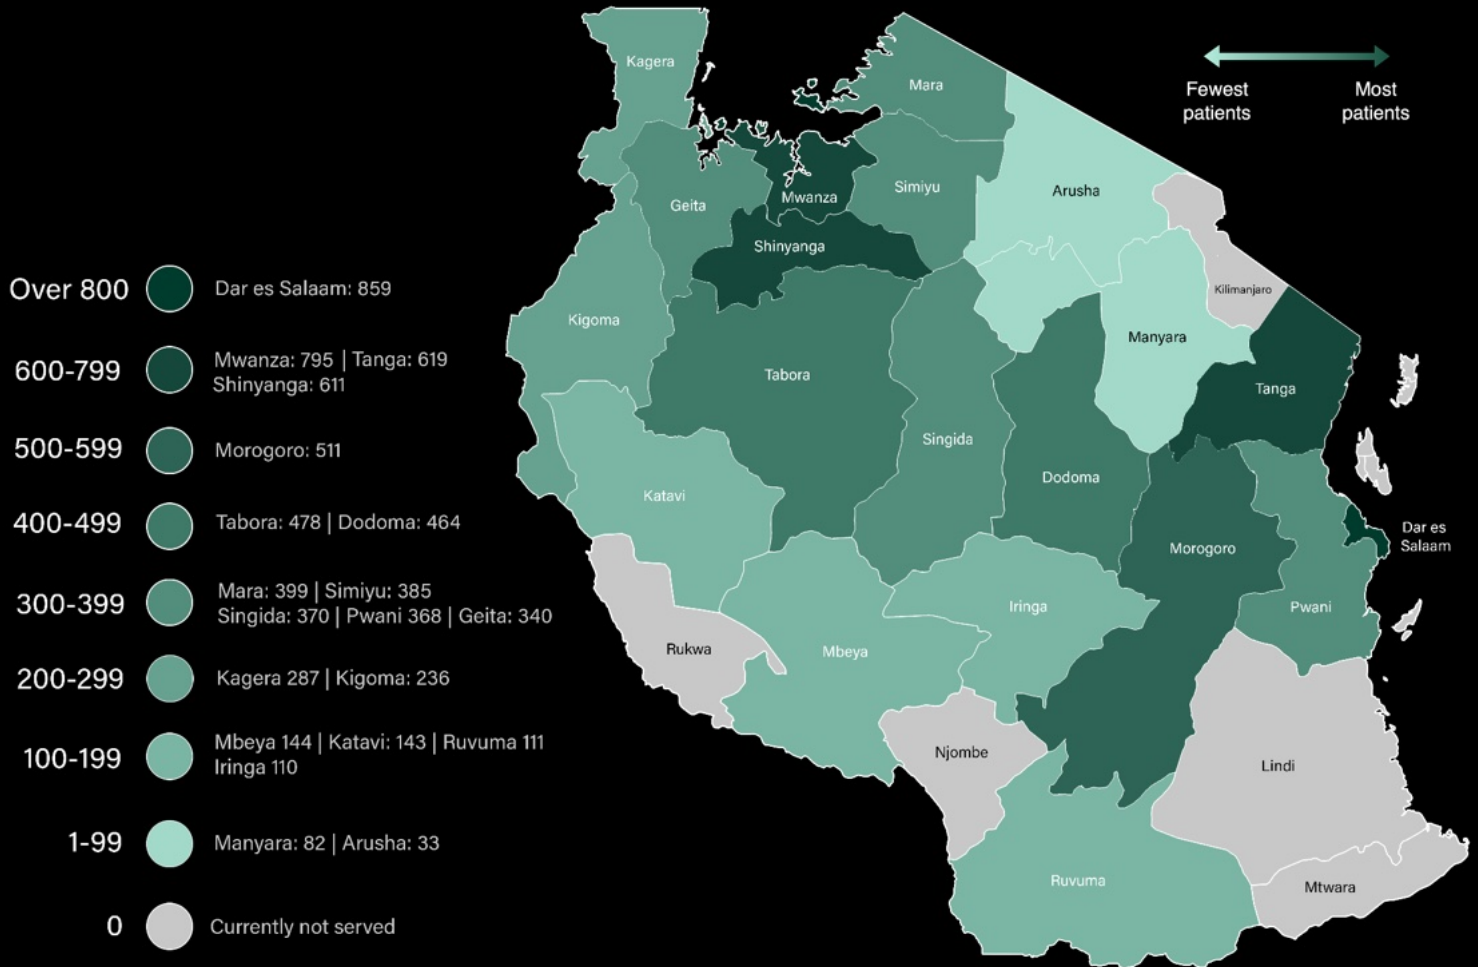 Fewest
patients
Most
patients
Over 800
Dar es Salaam: 859
600-799
Mwanza: 795 | Tanga: 619
Shinyanga: 611
500-599
Morogoro: 511
400-499
Tabora: 478 | Dodoma: 464
300-399
Mara: 399 | Simiyu: 385
Singida: 370 | Pwani 368 | Geita: 340
200-299
Kagera 287 | Kigoma: 236
100-199
Mbeya 144 | Katavi: 143 | Ruvuma 111
Iringa 110
1-99
Manyara: 82 | Arusha: 33
0
Currently not served
Kagera
Mara
Simiyu
Arusha
Geita
Mwanza
Shinyanga
Kilimanjaro
Kigoma
Manyara
Tabora
Tanga
Singida
Dodoma
Katavi
Dar es
Salaam
Morogoro
Iringa
Pwani
Rukwa
Mbeya
Njombe
Lindi
Ruvuma
Mtwara